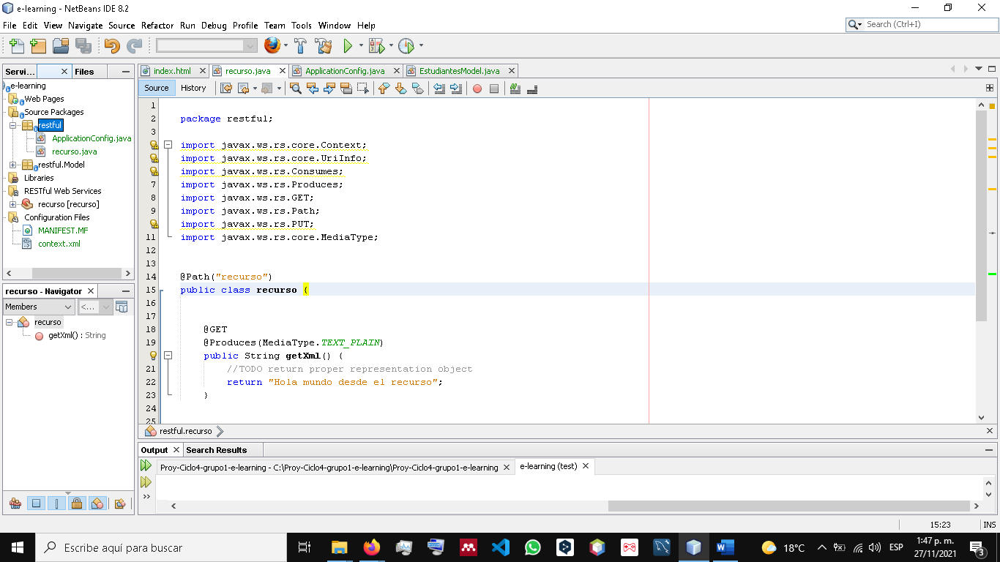 e-learning - NetBeans IDE 8.2
File Edit View Navigate Source Refactor Run Debug Profile Team Tools Window Help
Search (Ctrl+I)
Servi... Files
index.html recurso.java ApplicationConfig.java EstudiantesModel.java
Source History
e-learning
Web Pages
Source Packages
restful
ApplicationConfig.java
recurso.java
restful.Model
Libraries
RESTful Web Services
recurso [recurso]
Configuration Files
MANIFEST.MF
context.xml
recurso - Navigator
Members <...
recurso
getXml() : String
1
2 package restful;
3
import javax.ws.rs.core.Context;
import javax.ws.rs.core.UriInfo;
import javax.ws.rs.Consumes;
7 import javax.ws.rs.Produces;
8 import javax.ws.rs.GET;
9 import javax.ws.rs.Path;
import javax.ws.rs.PUT;
11 import javax.ws.rs.core.MediaType;
12
13
14 @Path("recurso")
15 public class recurso {
16
17
18 @GET
19 @Produces(MediaType.TEXT_PLAIN)
public String getXml() {
21 //TODO return proper representation object
22 return "Hola mundo desde el recurso";
23 }
24
25
restful.recurso
Output Search Results
Proy-Ciclo4-grupo1-e-learning - C:\Proy-Ciclo4-grupo1-e-learning\Proy-Ciclo4-grupo1-e-learning e-learning (test)
15:23 INS
Escribe aquí para buscar
18°C ESP 1:47 p. m.
27/11/2021
3